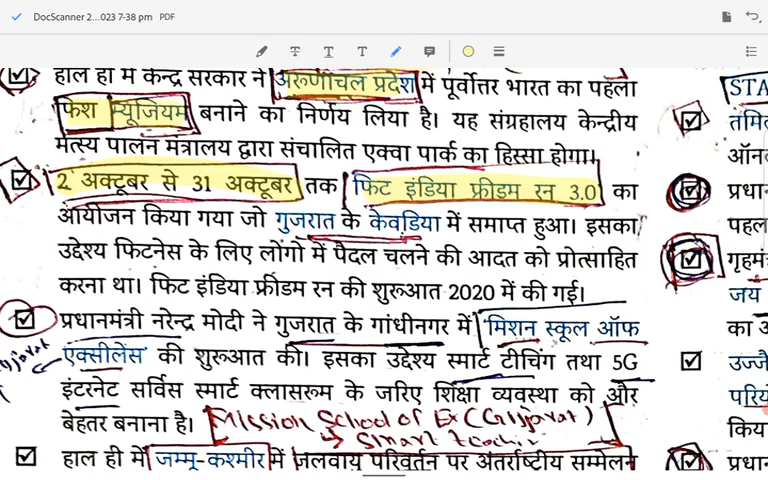 DocScanner 2...023 7-38 pm PDF
हाल ही में केन्द्र सरकार ने अरूणाचल प्रदेश में पूर्वोत्तर भारत का पहला
फिश म्यूजियम बनाने का निर्णय लिया है। यह संग्रहालय केन्द्रीय
मत्स्य पालन मंत्रालय द्वारा संचालित एक्वा पार्क का हिस्सा होगा।
2 अक्टूबर से 31 अक्टूबर तक फिट इंडिया फ्रीडम रन 3.0 का
आयोजन किया गया जो गुजरात के केवडिया में समाप्त हुआ। इसका
उद्देश्य फिटनेस के लिए लोंगो में पैदल चलने की आदत को प्रोत्साहित
करना था। फिट इंडिया फ्रीडम रन की शुरूआत 2020 में की गई।
प्रधानमंत्री नरेन्द्र मोदी ने गुजरात के गांधीनगर में 'मिशन स्कूल ऑफ
एक्सीलेंस' की शुरूआत की। इसका उद्देश्य स्मार्ट टीचिंग तथा 5G
इंटरनेट सर्विस स्मार्ट क्लासरूम के जरिए शिक्षा व्यवस्था को और
बेहतर बनाना है।
Mission School of Ex (Gujarat)
Smart
हाल ही में जम्मू-कश्मीर में जलवायु परिवर्तन पर अंतर्राष्ट्रीय सम्मेलन
Gujarat
STA
तमि
ऑन
प्रधान
पहल
गृहमं
जय
का
उज्जै
परिय
किय
प्रधान